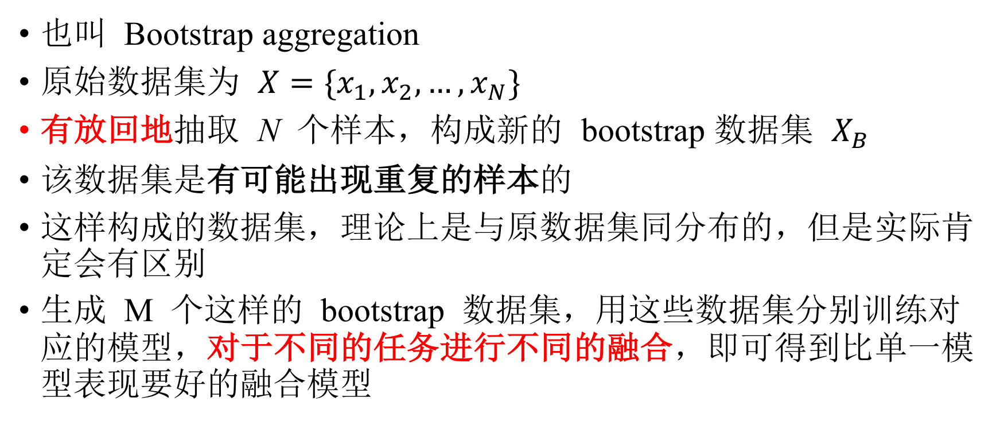 • 也叫 Bootstrap aggregation
• 原始数据集为 X = {x₁, x₂, … , x_N}
• 有放回地抽取 N 个样本，构成新的 bootstrap 数据集 X_B
• 该数据集是有可能出现重复的样本的
• 这样构成的数据集，理论上是与原数据集同分布的，但是实际肯
定会有区别
• 生成 M 个这样的 bootstrap 数据集，用这些数据集分别训练对
应的模型，对于不同的任务进行不同的融合，即可得到比单一模
型表现要好的融合模型